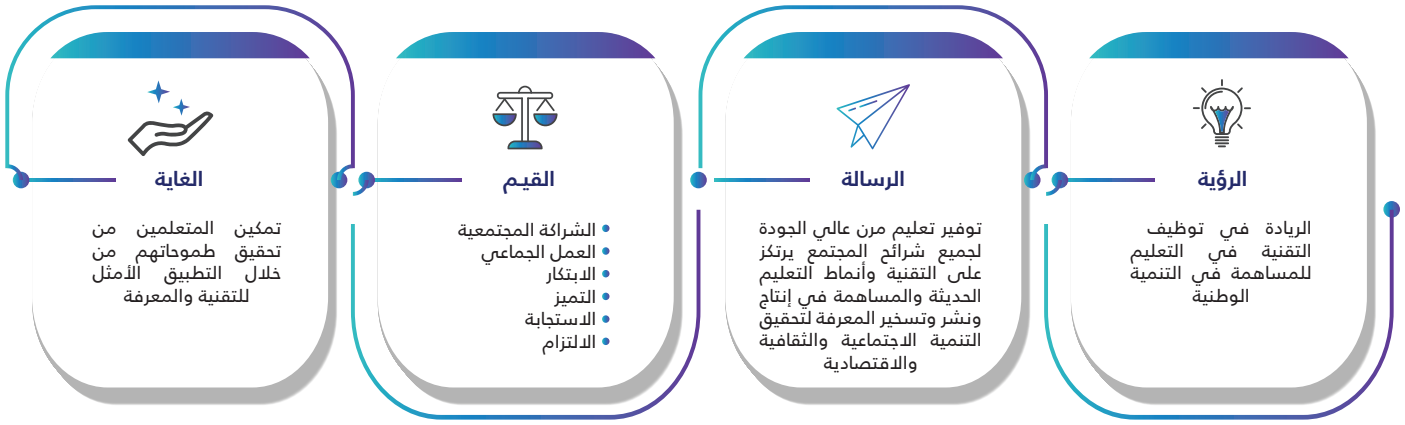 الرؤية
الريادة في توظيف
التقنية في التعليم
للمساهمة في التنمية
الوطنية
الرسالة
توفير تعليم مرن عالي الجودة
لجميع شرائح المجتمع يرتكز
على التقنية وأنماط التعليم
الحديثة والمساهمة في إنتاج
ونشر وتسخير المعرفة لتحقيق
التنمية الاجتماعية والثقافية
والاقتصادية
القيم
• الشراكة المجتمعية
• العمل الجماعي
• الابتكار
• التميز
• الاستجابة
• الالتزام
الغاية
تمكين المتعلمين من
تحقيق طموحاتهم من
خلال التطبيق الأمثل
للتقنية والمعرفة